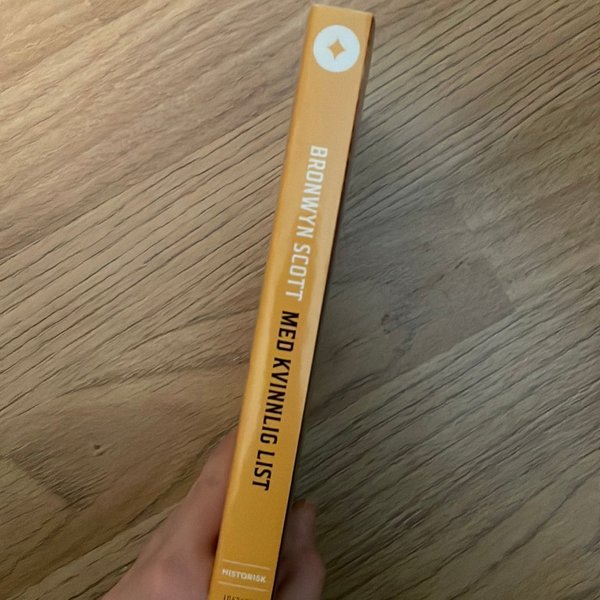 BRONWYN SCOTT
MED KVINNLIG LIST
HISTORISK